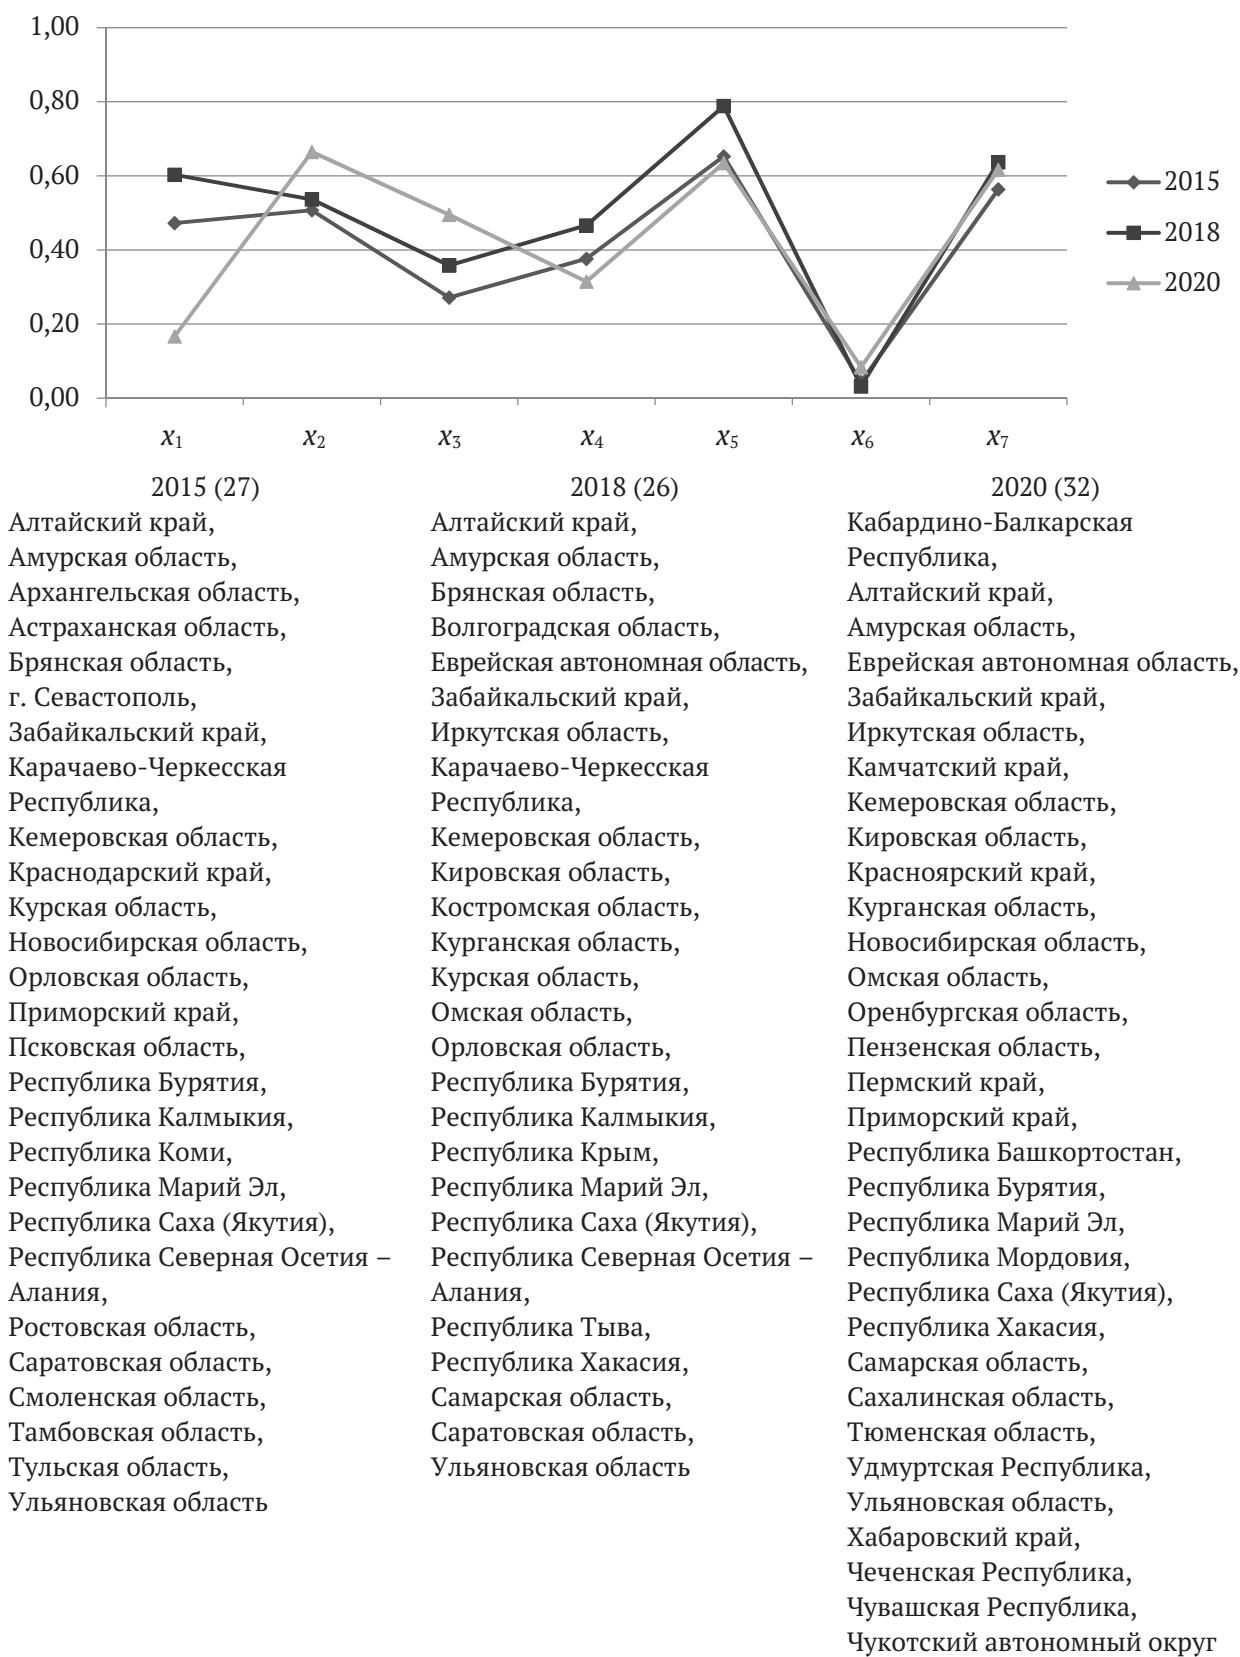 1,00
0,80
0,60
0,40
0,20
0,00
2015
2018
2020
x₁ x₂ x₃ x₄ x₅ x₆ x₇
2015 (27)
Алтайский край,
Амурская область,
Архангельская область,
Астраханская область,
Брянская область,
г. Севастополь,
Забайкальский край,
Карачаево-Черкесская
Республика,
Кемеровская область,
Краснодарский край,
Курская область,
Новосибирская область,
Орловская область,
Приморский край,
Псковская область,
Республика Бурятия,
Республика Калмыкия,
Республика Коми,
Республика Марий Эл,
Республика Саха (Якутия),
Республика Северная Осетия –
Алания,
Ростовская область,
Саратовская область,
Смоленская область,
Тамбовская область,
Тульская область,
Ульяновская область
2018 (26)
Алтайский край,
Амурская область,
Брянская область,
Волгоградская область,
Еврейская автономная область,
Забайкальский край,
Иркутская область,
Карачаево-Черкесская
Республика,
Кемеровская область,
Кировская область,
Костромская область,
Курганская область,
Курская область,
Омская область,
Орловская область,
Республика Бурятия,
Республика Калмыкия,
Республика Крым,
Республика Марий Эл,
Республика Саха (Якутия),
Республика Северная Осетия –
Алания,
Республика Тыва,
Республика Хакасия,
Самарская область,
Саратовская область,
Ульяновская область
2020 (32)
Кабардино-Балкарская
Республика,
Алтайский край,
Амурская область,
Еврейская автономная область,
Забайкальский край,
Иркутская область,
Камчатский край,
Кемеровская область,
Кировская область,
Красноярский край,
Курганская область,
Новосибирская область,
Омская область,
Оренбургская область,
Пензенская область,
Пермский край,
Приморский край,
Республика Башкортостан,
Республика Бурятия,
Республика Марий Эл,
Республика Мордовия,
Республика Саха (Якутия),
Республика Хакасия,
Самарская область,
Сахалинская область,
Тюменская область,
Удмуртская Республика,
Ульяновская область,
Хабаровский край,
Чеченская Республика,
Чувашская Республика,
Чукотский автономный округ